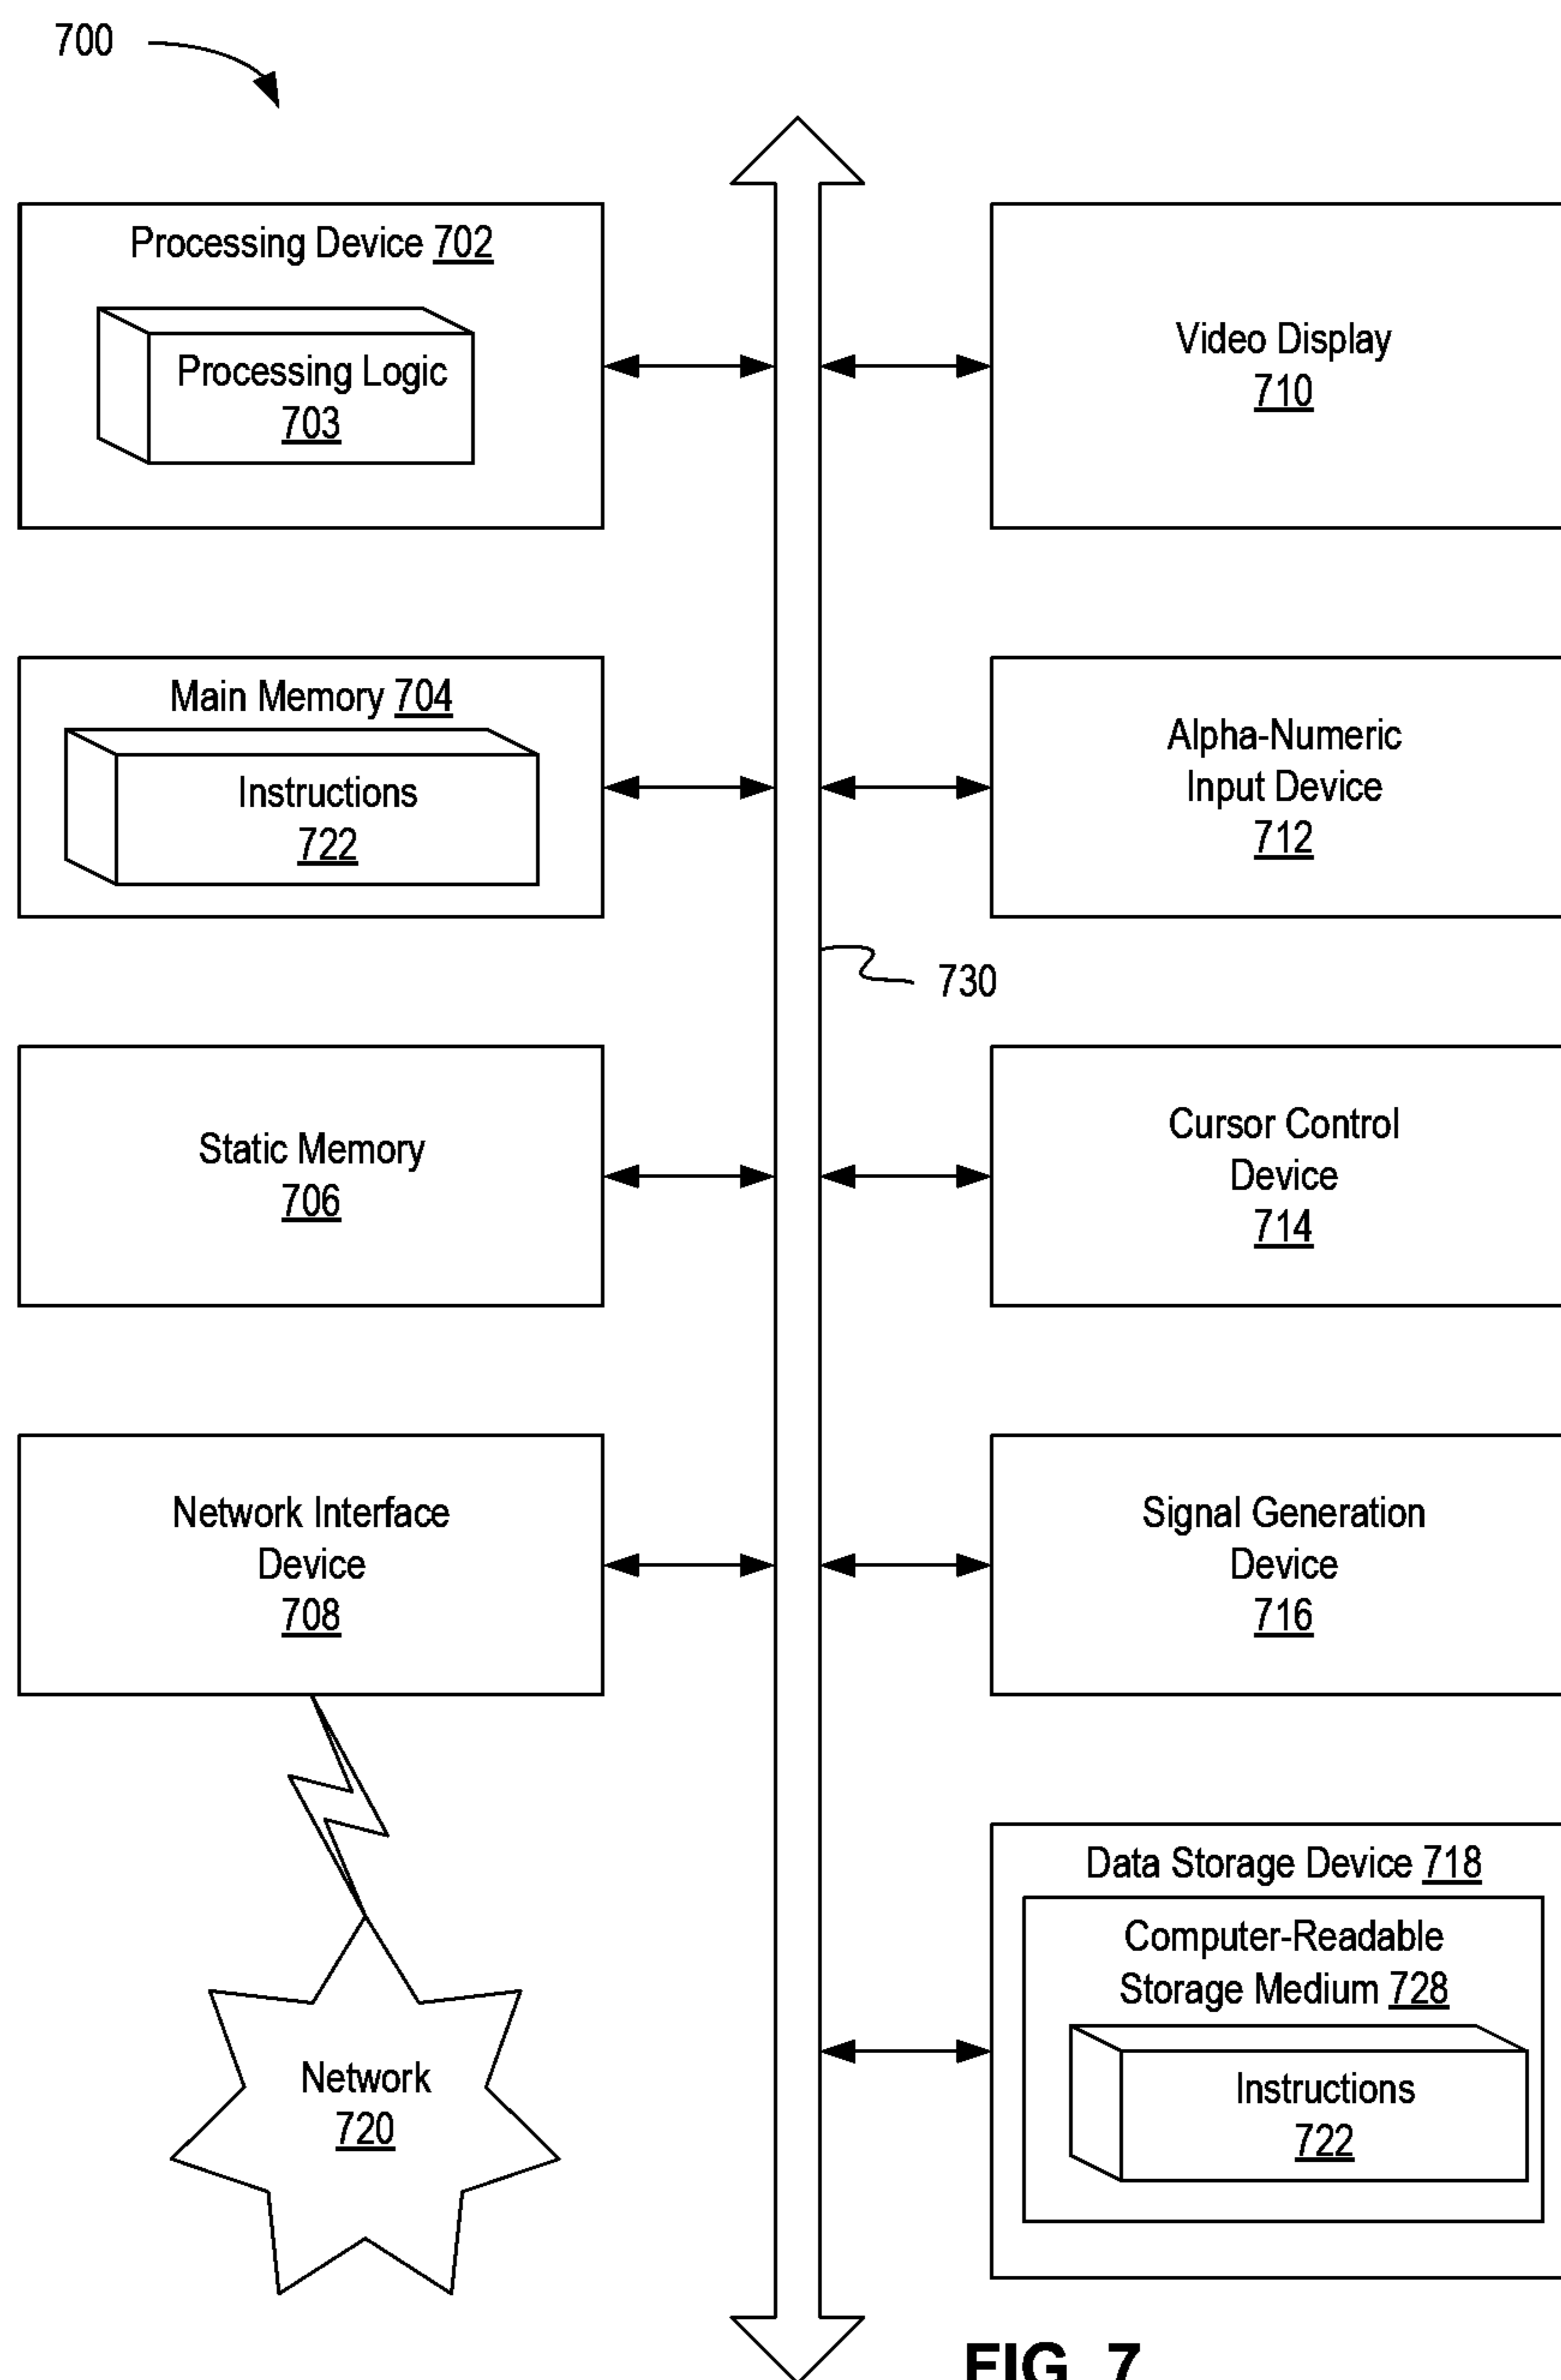 700
Processing Device 702
Processing Logic
703
Video Display
710
Main Memory 704
Instructions
722
Alpha-Numeric
Input Device
712
730
Static Memory
706
Cursor Control
Device
714
Network Interface
Device
708
Signal Generation
Device
716
Data Storage Device 718
Computer-Readable
Storage Medium 728
Instructions
722
Network
720
FIG. 7